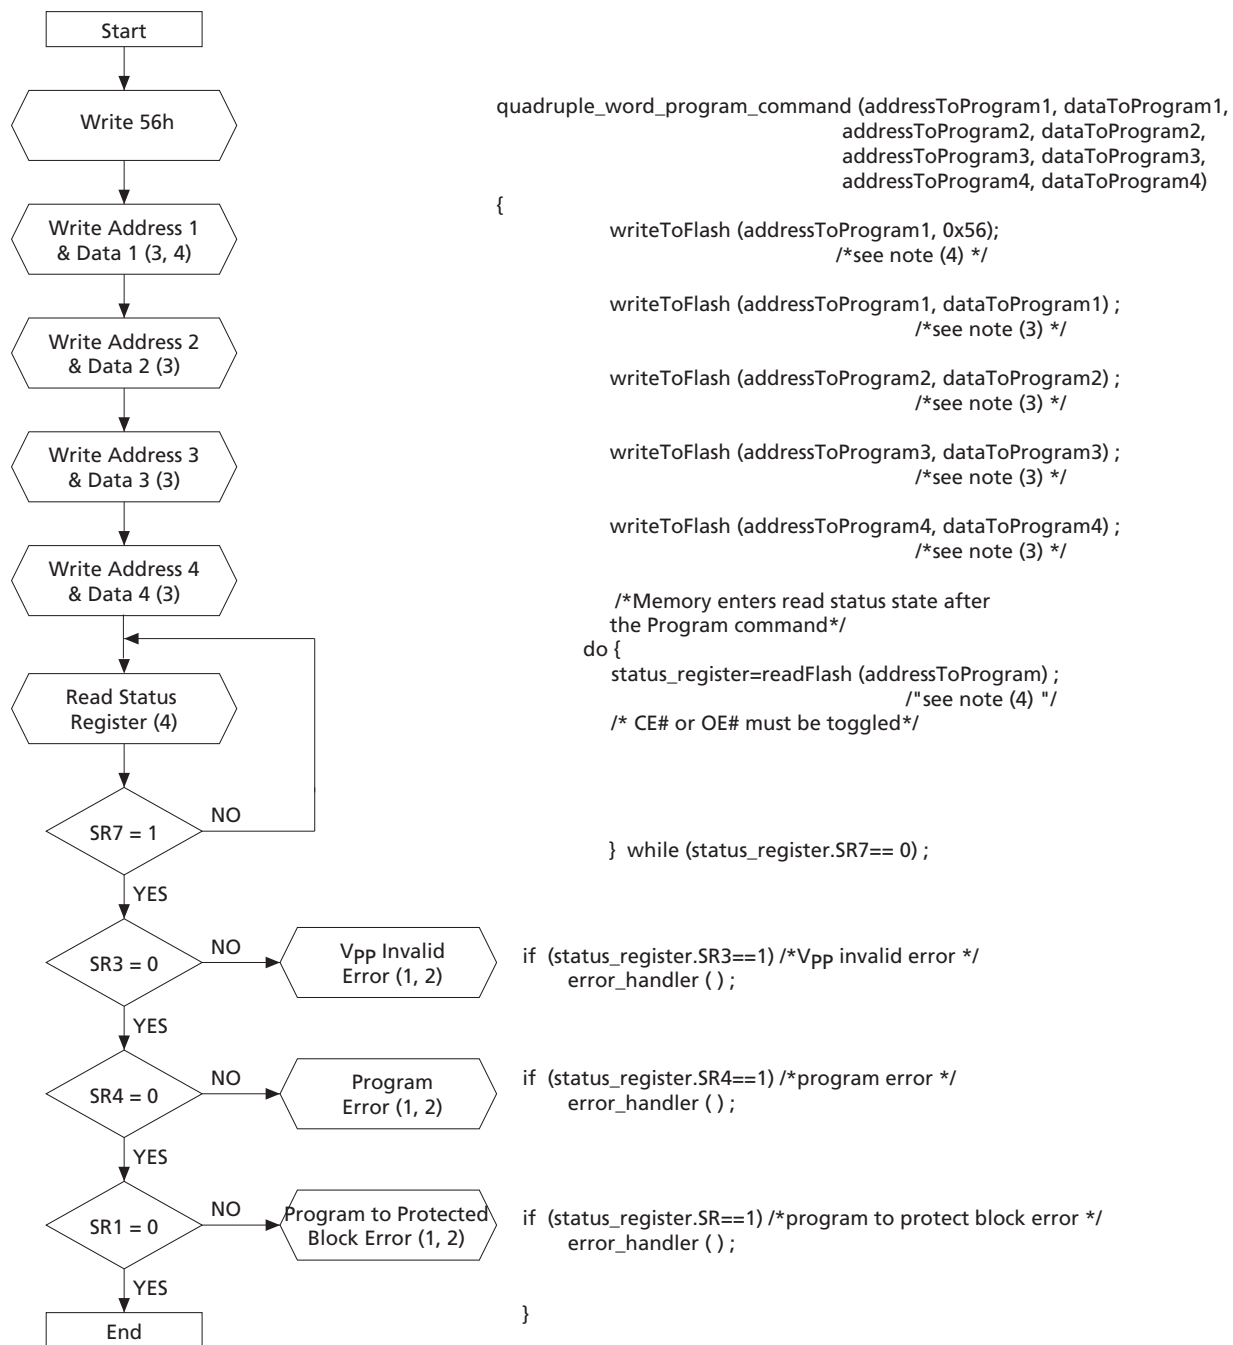 Start
Write 56h
Write Address 1
& Data 1 (3, 4)
Write Address 2
& Data 2 (3)
Write Address 3
& Data 3 (3)
Write Address 4
& Data 4 (3)
Read Status
Register (4)
SR7 = 1
NO
YES
SR3 = 0
NO
VPP Invalid
Error (1, 2)
YES
SR4 = 0
NO
Program
Error (1, 2)
YES
SR1 = 0
NO
Program to Protected
Block Error (1, 2)
YES
End
quadruple_word_program_command (addressToProgram1, dataToProgram1,
addressToProgram2, dataToProgram2,
addressToProgram3, dataToProgram3,
addressToProgram4, dataToProgram4)
{
writeToFlash (addressToProgram1, 0x56);
/*see note (4) */
writeToFlash (addressToProgram1, dataToProgram1) ;
/*see note (3) */
writeToFlash (addressToProgram2, dataToProgram2) ;
/*see note (3) */
writeToFlash (addressToProgram3, dataToProgram3) ;
/*see note (3) */
writeToFlash (addressToProgram4, dataToProgram4) ;
/*see note (3) */
/*Memory enters read status state after
the Program command*/
do {
status_register=readFlash (addressToProgram) ;
/"see note (4) "/
/* CE# or OE# must be toggled*/
} while (status_register.SR7== 0) ;
if (status_register.SR3==1) /*VPP invalid error */
error_handler ( ) ;
if (status_register.SR4==1) /*program error */
error_handler ( ) ;
if (status_register.SR==1) /*program to protect block error */
error_handler ( ) ;
}